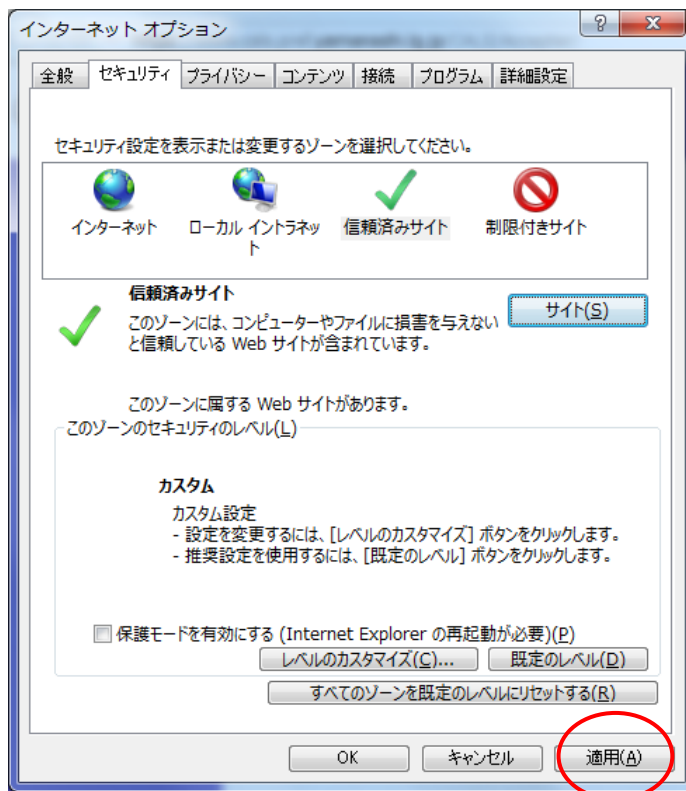 インターネット オプション
全般 セキュリティ プライバシー コンテンツ 接続 プログラム 詳細設定
セキュリティ設定を表示または変更するゾーンを選択してください。
インターネット ローカル イントラネッ 信頼済みサイト 制限付きサイト
ト
信頼済みサイト
サイト(S)
このゾーンには、コンピューターやファイルに損害を与えない
と信頼している Web サイトが含まれています。
このゾーンに属する Web サイトがあります。
このゾーンのセキュリティのレベル(L)
カスタム
カスタム設定
- 設定を変更するには、[レベルのカスタマイズ] ボタンをクリックします。
- 推奨設定を使用するには、[既定のレベル] ボタンをクリックします。
保護モードを有効にする (Internet Explorer の再起動が必要)(P)
レベルのカスタマイズ(C)... 既定のレベル(D)
すべてのゾーンを既定のレベルにリセットする(R)
OK キャンセル 適用(A)